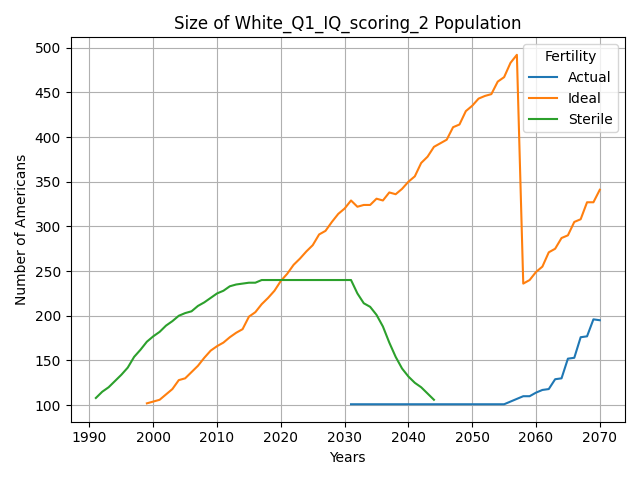 Size of White_Q1_IQ_scoring_2 Population
Number of Americans
500
450
400
350
300
250
200
150
100
Fertility
Actual
Ideal
Sterile
1990 2000 2010 2020 2030 2040 2050 2060 2070
Years